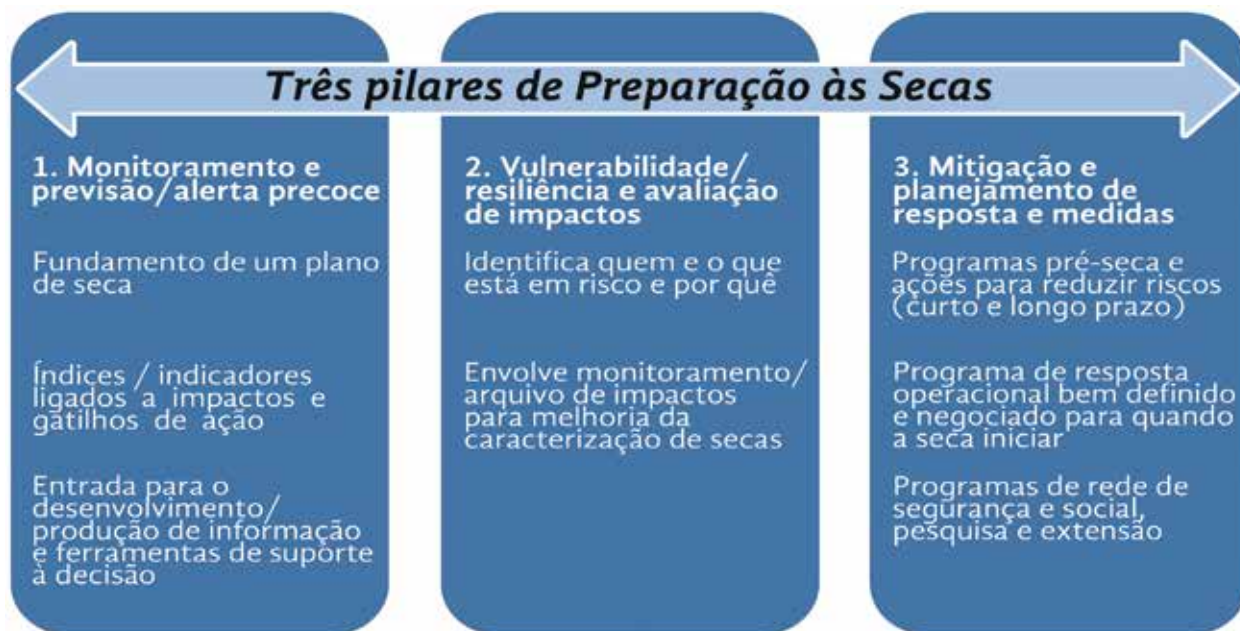 Três pilares de Preparação às Secas
1. Monitoramento e
previsão/alerta precoce
Fundamento de um plano
de seca
Índices / indicadores
ligados a impactos e
gatilhos de ação
Entrada para o
desenvolvimento/
produção de informação
e ferramentas de suporte
à decisão
2. Vulnerabilidade/
resiliência e avaliação
de impactos
Identifica quem e o que
está em risco e por quê
Envolve monitoramento/
arquivo de impactos
para melhoria da
caracterização de secas
3. Mitigação e
planejamento de
resposta e medidas
Programas pré-seca e
ações para reduzir riscos
(curto e longo prazo)
Programa de resposta
operacional bem definido
e negociado para quando
a seca iniciar
Programas de rede de
segurança e social,
pesquisa e extensão